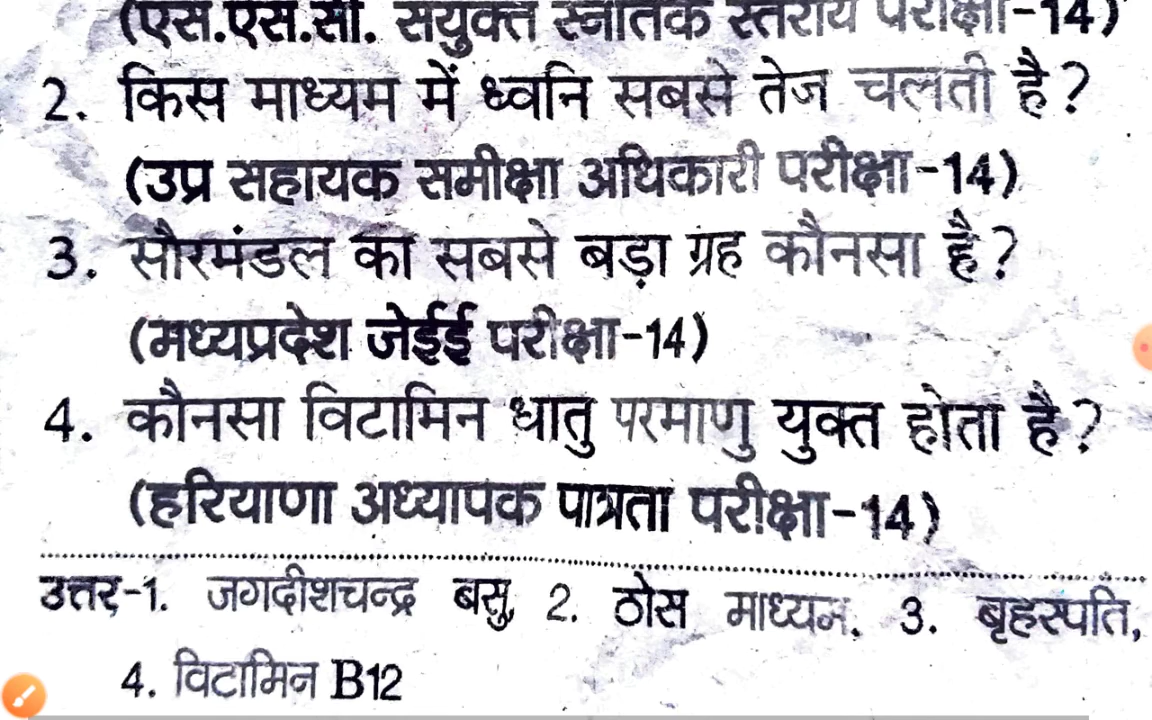 (एस.एस.सी. संयुक्त स्नातक स्तरीय परीक्षा-14)
2. किस माध्यम में ध्वनि सबसे तेज चलती है?
(उप्र सहायक समीक्षा अधिकारी परीक्षा-14)
3. सौरमंडल का सबसे बड़ा ग्रह कौनसा है?
(मध्यप्रदेश जेईई परीक्षा-14)
4. कौनसा विटामिन धातु परमाणु युक्त होता है?
(हरियाणा अध्यापक पात्रता परीक्षा-14)
उत्तर-1. जगदीशचन्द्र बसु, 2. ठोस माध्यम, 3. बृहस्पति,
4. विटामिन B12